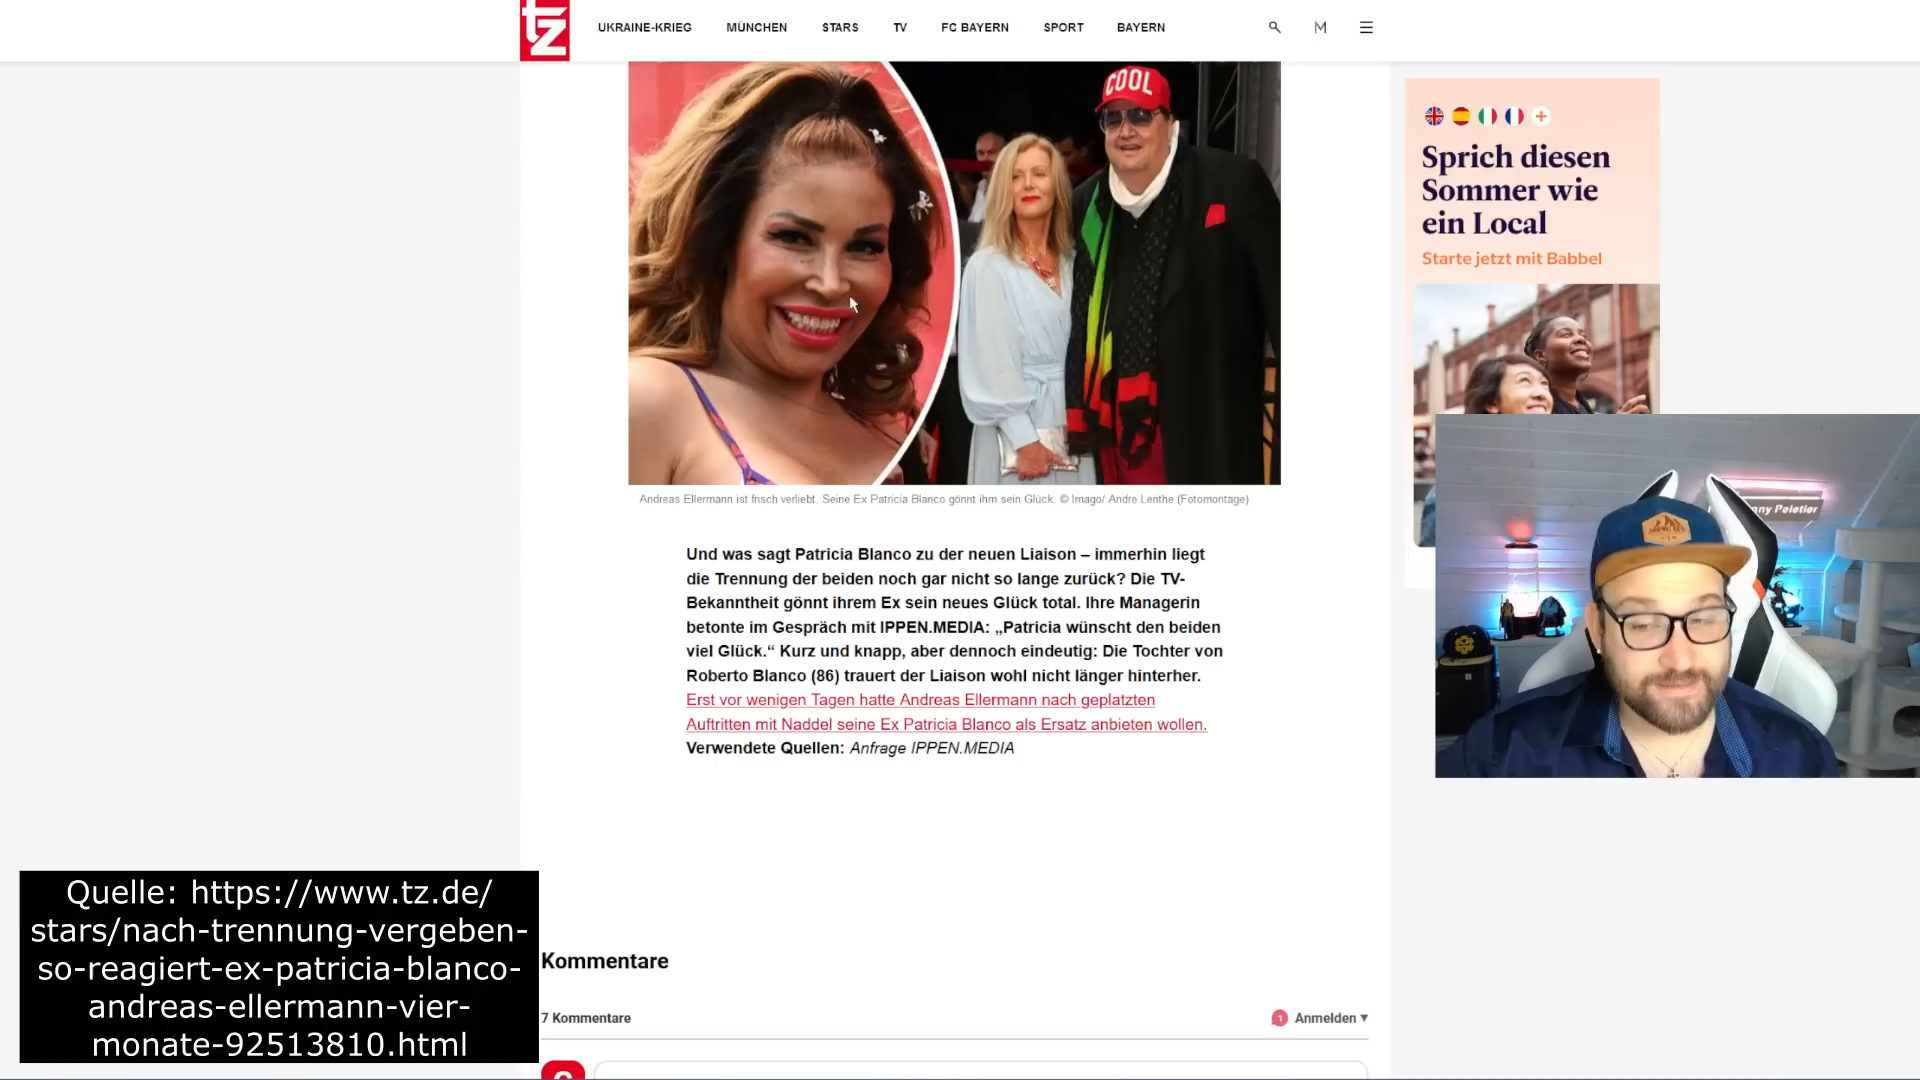 tz
UKRAINE-KRIEG MÜNCHEN STARS TV FC BAYERN SPORT BAYERN M
COOL
Sprich diesen
Sommer wie
ein Local
Starte jetzt mit Babbel
Andreas Ellermann ist frisch verliebt. Seine Ex Patricia Blanco gönnt ihm sein Glück. © Imago/ Andre Lenthe (Fotomontage)
Und was sagt Patricia Blanco zu der neuen Liaison – immerhin liegt
die Trennung der beiden noch gar nicht so lange zurück? Die TV-
Bekanntheit gönnt ihrem Ex sein neues Glück total. Ihre Managerin
betonte im Gespräch mit IPPEN.MEDIA: „Patricia wünscht den beiden
viel Glück.“ Kurz und knapp, aber dennoch eindeutig: Die Tochter von
Roberto Blanco (86) trauert der Liaison wohl nicht länger hinterher.
Erst vor wenigen Tagen hatte Andreas Ellermann nach geplatzten
Auftritten mit Naddel seine Ex Patricia Blanco als Ersatz anbieten wollen.
Verwendete Quellen: Anfrage IPPEN.MEDIA
Peletier
Quelle: https://www.tz.de/
stars/nach-trennung-vergeben-
so-reagiert-ex-patricia-blanco-
andreas-ellermann-vier-
monate-92513810.html
Kommentare
7 Kommentare
1 Anmelden